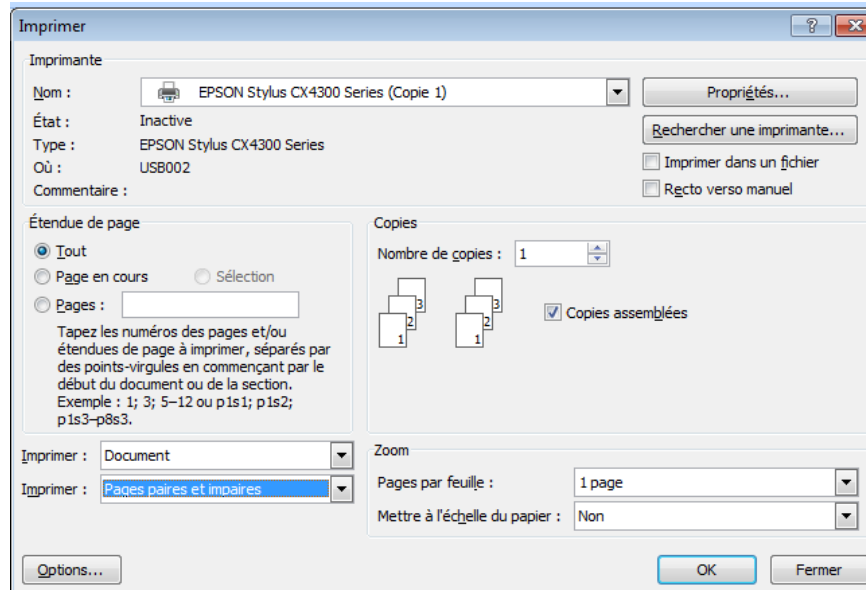 Imprimer
Imprimante
Nom : EPSON Stylus CX4300 Series (Copie 1) Propriétés...
État : Inactive
Rechercher une imprimante...
Type : EPSON Stylus CX4300 Series
Où : USB002
Imprimer dans un fichier
Commentaire :
Recto verso manuel
Étendue de page
Tout
Page en cours Sélection
Pages :
Tapez les numéros des pages et/ou
étendues de page à imprimer, séparés par
des points-virgules en commençant par le
début du document ou de la section.
Exemple : 1; 3; 5–12 ou p1s1; p1s2;
p1s3–p8s3.
Copies
Nombre de copies : 1
3 3
2 2
1 1
Copies assemblées
Imprimer : Document
Imprimer : Pages paires et impaires
Zoom
Pages par feuille : 1 page
Mettre à l'échelle du papier : Non
Options... OK Fermer